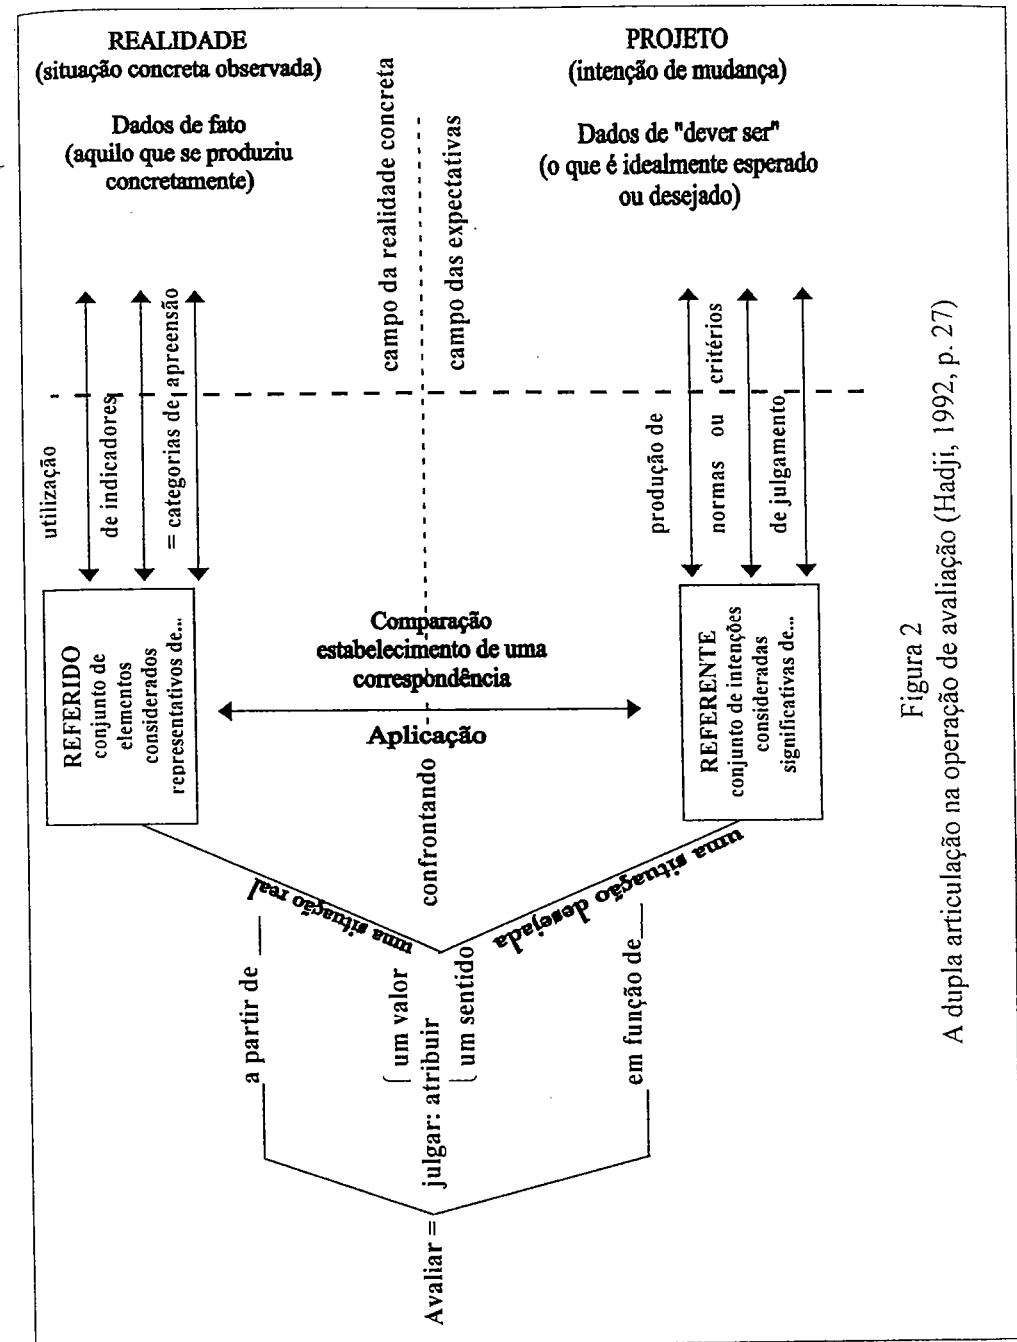 REALIDADE
(situação concreta observada)
Dados de fato
(aquilo que se produziu
concretamente)
campo da realidade concreta
campo das expectativas
PROJETO
(intenção de mudança)
Dados de "dever ser"
(o que é idealmente esperado
ou desejado)
utilização
de indicadores
= categorias de apreensão
produção de
normas ou critérios
de julgamento
REFERIDO
conjunto de
elementos
considerados
representativos de...
Comparação
estabelecimento de uma
correspondência
Aplicação
REFERENTE
conjunto de intenções
consideradas
significativas de...
confrontando
uma situação real
uma situação desejada
a partir de
um valor
julgar: atribuir
um sentido
em função de
Avaliar =
Figura 2
A dupla articulação na operação de avaliação (Hadji, 1992, p. 27)